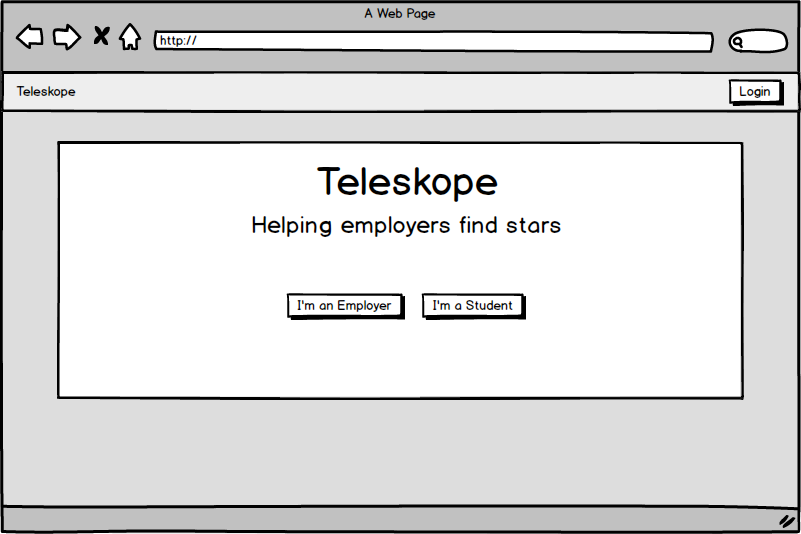 A Web Page
http://
Teleskope
Login
Teleskope
Helping employers find stars
I'm an Employer
I'm a Student